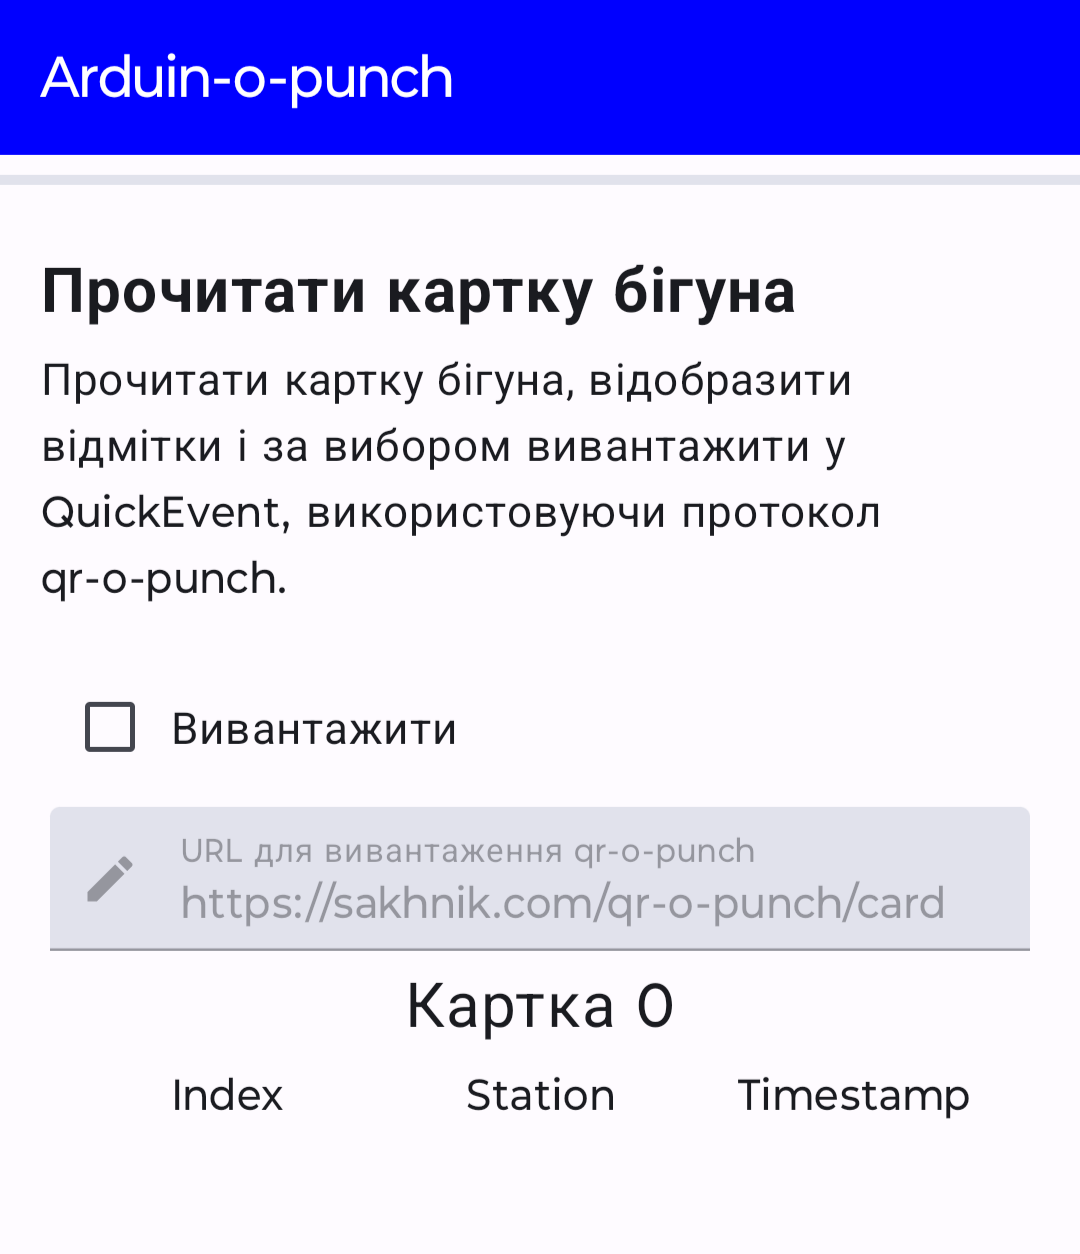 Arduin-o-punch
Прочитати картку бігуна
Прочитати картку бігуна, відобразити
відмітки і за вибором вивантажити у
QuickEvent, використовуючи протокол
qr-o-punch.
Вивантажити
URL для вивантаження qr-o-punch
https://sakhnik.com/qr-o-punch/card
Картка 0
Index Station Timestamp